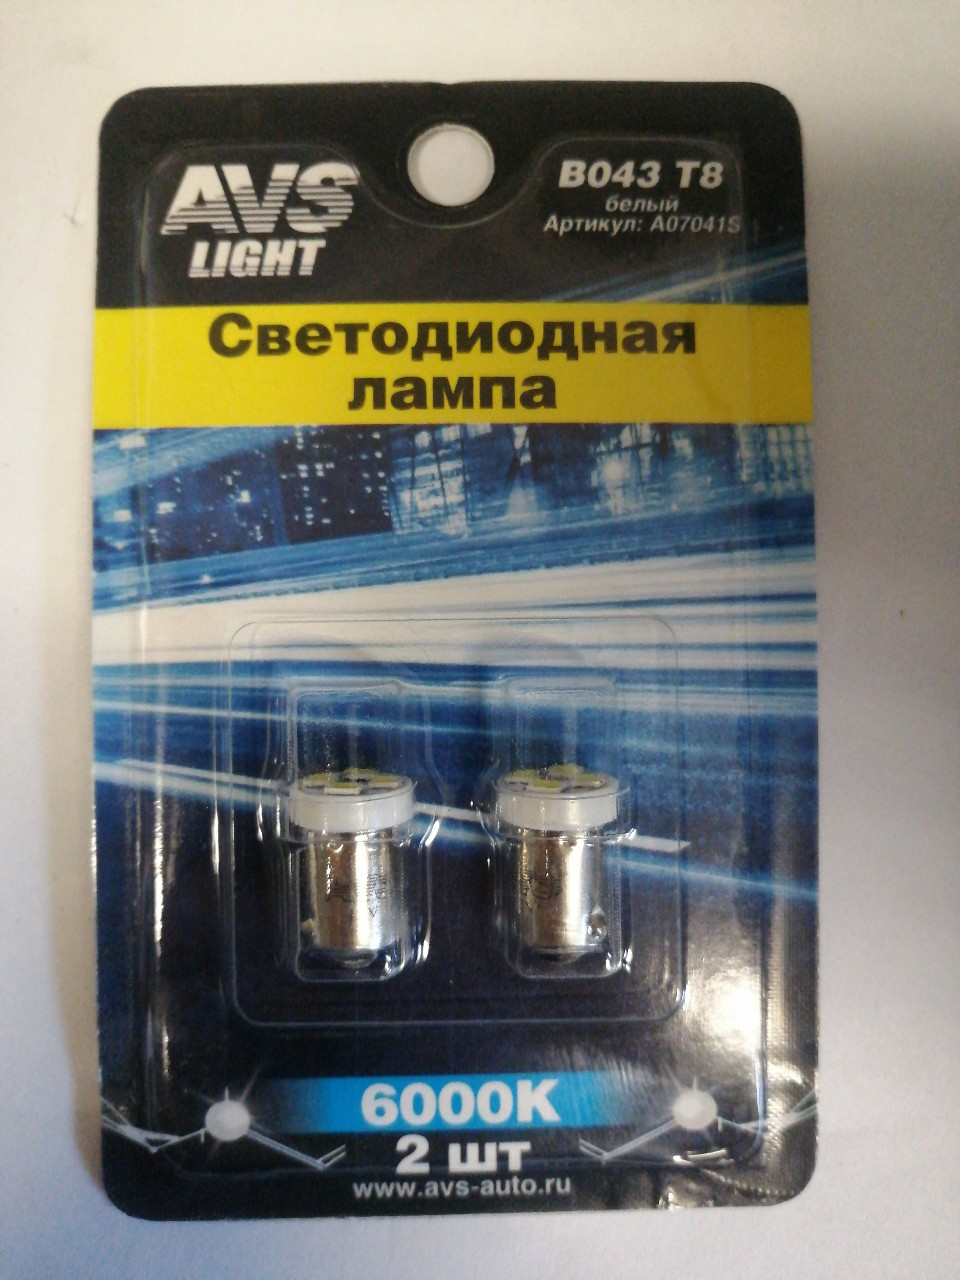 AVS
LIGHT
B043 T8
белый
Артикул: A07041S
Светодиодная
лампа
6000K
2 шт
www.avs-auto.ru